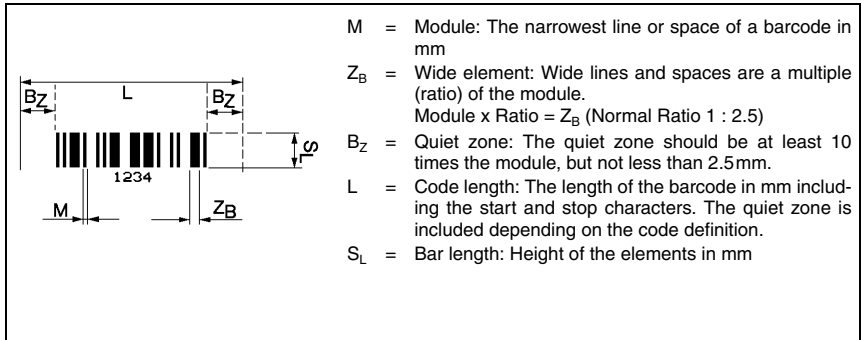 L
BZ
BZ
SL
1234
M
ZB
M = Module: The narrowest line or space of a barcode in
mm
ZB = Wide element: Wide lines and spaces are a multiple
(ratio) of the module.
Module x Ratio = ZB (Normal Ratio 1 : 2.5)
BZ = Quiet zone: The quiet zone should be at least 10
times the module, but not less than 2.5mm.
L = Code length: The length of the barcode in mm includ-
ing the start and stop characters. The quiet zone is
included depending on the code definition.
SL = Bar length: Height of the elements in mm